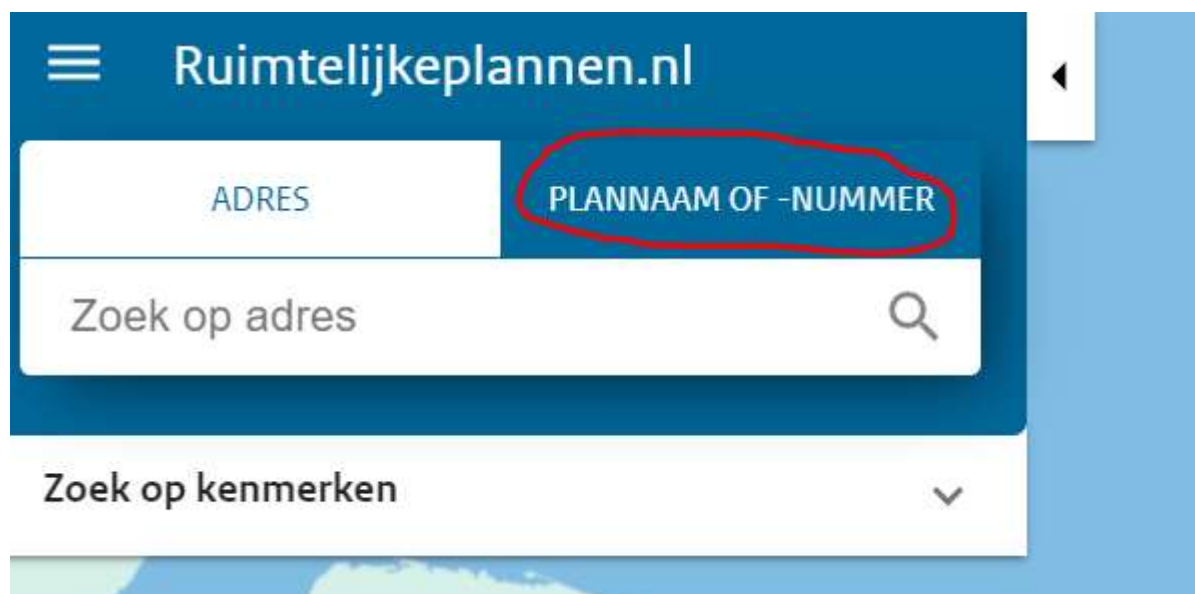 Ruimtelijkeplannen.nl
ADRES
PLANNAAM OF -NUMMER
Zoek op adres
Zoek op kenmerken